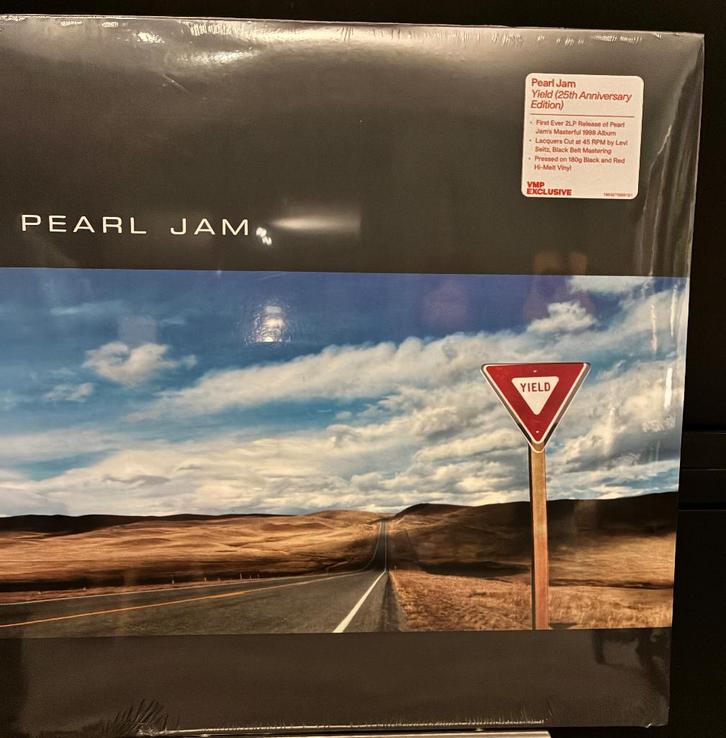 Pearl Jam
Yield (25th Anniversary
Edition)
• First Ever 2LP Release of Pearl
Jam's Masterful 1998 Album
• Lacquers Cut at 45 RPM by Levi
Seitz, Black Belt Mastering
• Pressed on 180g Black and Red
Hi-Melt Vinyl
VMP
EXCLUSIVE
PEARL JAM
YIELD